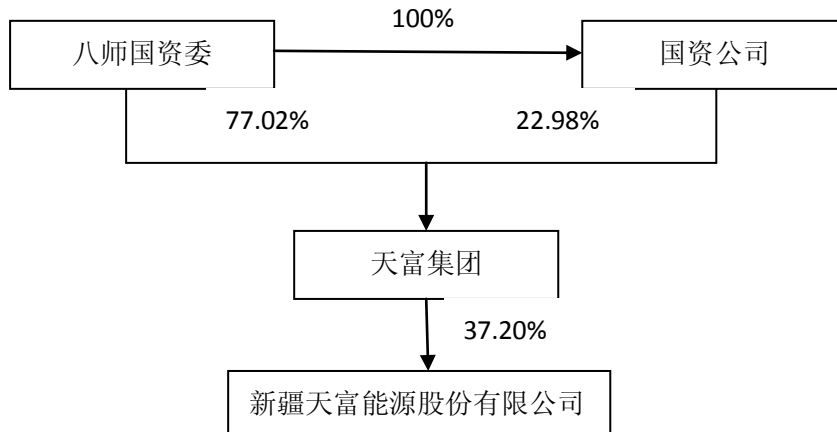 100%
八师国资委
国资公司
77.02%
22.98%
天富集团
37.20%
新疆天富能源股份有限公司